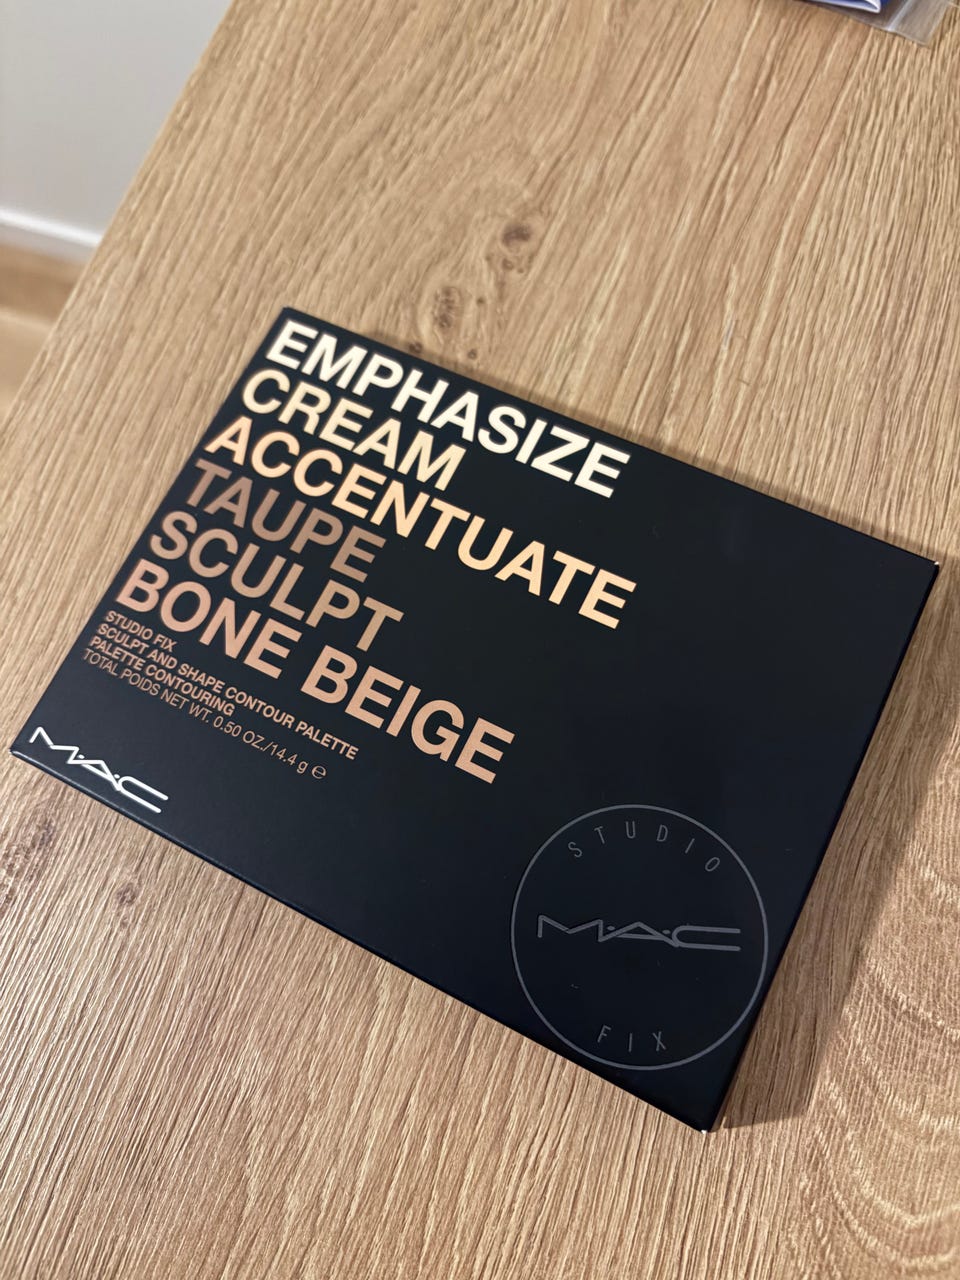 EMPHASIZE
CREAM
ACCENTUATE
TAUPE
SCULPT
BONE BEIGE
STUDIO FIX
SCULPT AND SHAPE CONTOUR PALETTE
PALETTE CONTOURING
TOTAL POIDS NET WT. 0.50 OZ./14.4 g ℮
M·A·C
STUDIO
M·A·C
FIX